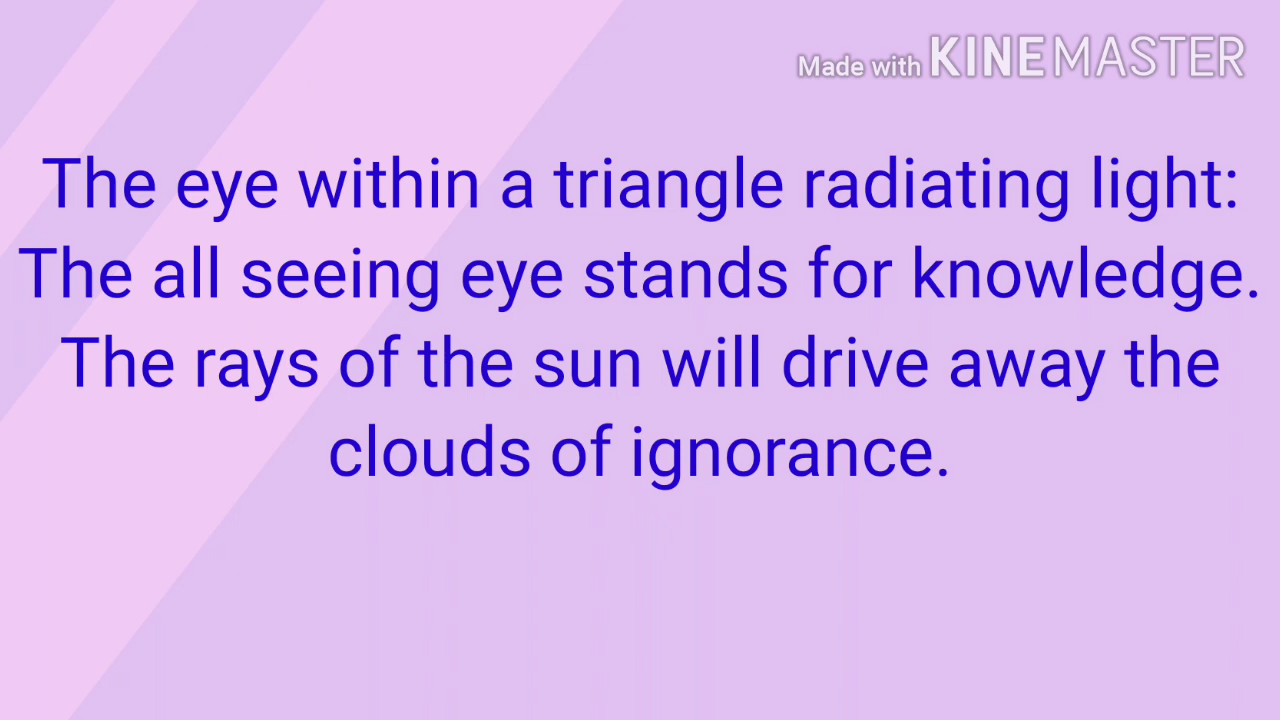 Made with KINEMASTER
The eye within a triangle radiating light:
The all seeing eye stands for knowledge.
The rays of the sun will drive away the
clouds of ignorance.